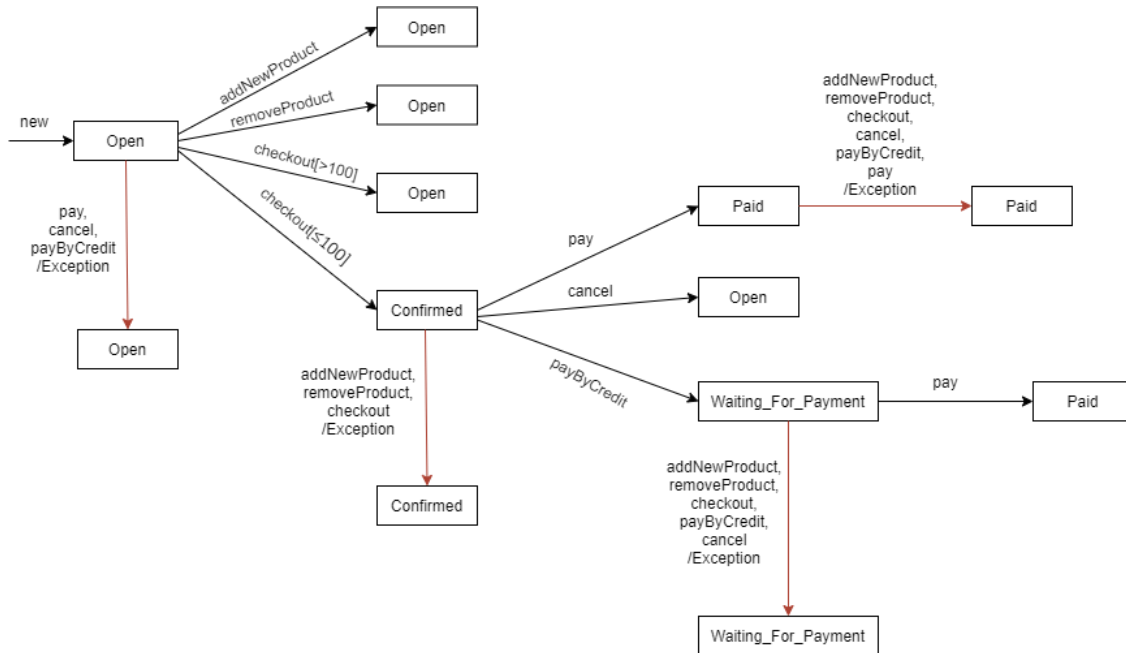 Open
addNewProduct
removeProduct
Open
new
Open
checkout[>100]
Open
checkout[≤100]
pay,
cancel,
payByCredit
/Exception
Open
Confirmed
addNewProduct,
removeProduct,
checkout
/Exception
Confirmed
pay
Paid
addNewProduct,
removeProduct,
checkout,
cancel,
payByCredit,
pay
/Exception
Paid
cancel
Open
payByCredit
Waiting_For_Payment
pay
Paid
addNewProduct,
removeProduct,
checkout,
payByCredit,
cancel
/Exception
Waiting_For_Payment